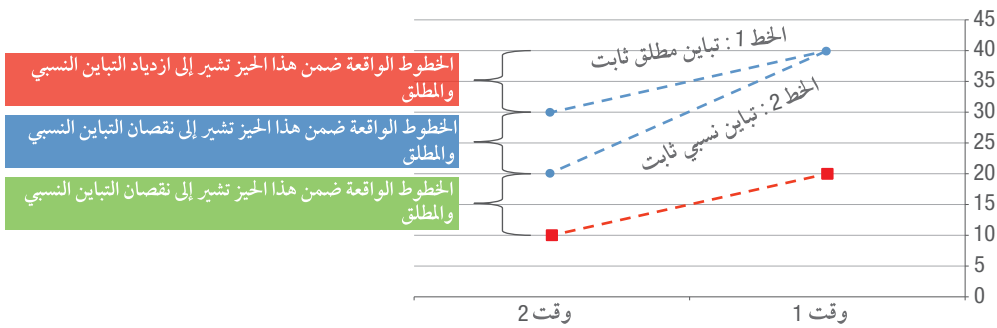 45
40
35
30
25
20
15
10
5
0
الخط 1 : تباين مطلق ثابت
الخط 2 : تباين نسبي ثابت
الخطوط الواقعة ضمن هذا الحيز تشير إلى ازدياد التباين النسبي
والمطلق
الخطوط الواقعة ضمن هذا الحيز تشير إلى نقصان التباين النسبي
والمطلق
الخطوط الواقعة ضمن هذا الحيز تشير إلى نقصان التباين النسبي
والمطلق
وقت 1
وقت 2